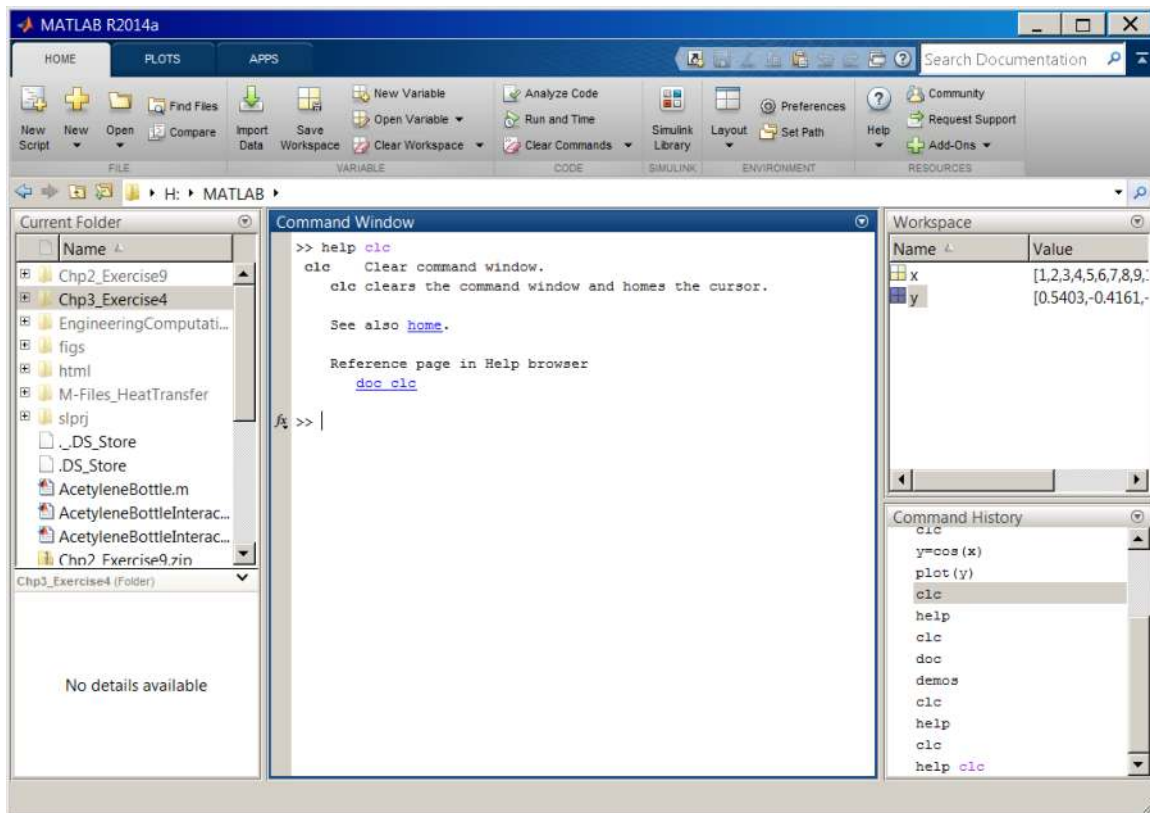 MATLAB R2014a
HOME PLOTS APPS
Search Documentation
New Script
New
Open
Find Files
Compare
FILE
Import Data
Save Workspace
New Variable
Open Variable
Clear Workspace
VARIABLE
Analyze Code
Run and Time
Clear Commands
CODE
Simulink Library
SIMULINK
Layout
Preferences
Set Path
ENVIRONMENT
Help
Community
Request Support
Add-Ons
RESOURCES
H: MATLAB
Current Folder
Name
Chp2_Exercise9
Chp3_Exercise4
EngineeringComputati...
figs
html
M-Files_HeatTransfer
slprj
._.DS_Store
.DS_Store
AcetyleneBottle.m
AcetyleneBottleInterac...
AcetyleneBottleInterac...
Chp2_Exercise9.zip
Chp3_Exercise4 (Folder)
No details available
Command Window
>> help clc
clc Clear command window.
clc clears the command window and homes the cursor.
See also home.
Reference page in Help browser
doc clc
fx >>
Workspace
Name Value
x [1,2,3,4,5,6,7,8,9,
y [0.5403,-0.4161,-
Command History
clc
y=cos(x)
plot(y)
clc
help
clc
doc
demos
clc
help
clc
help clc